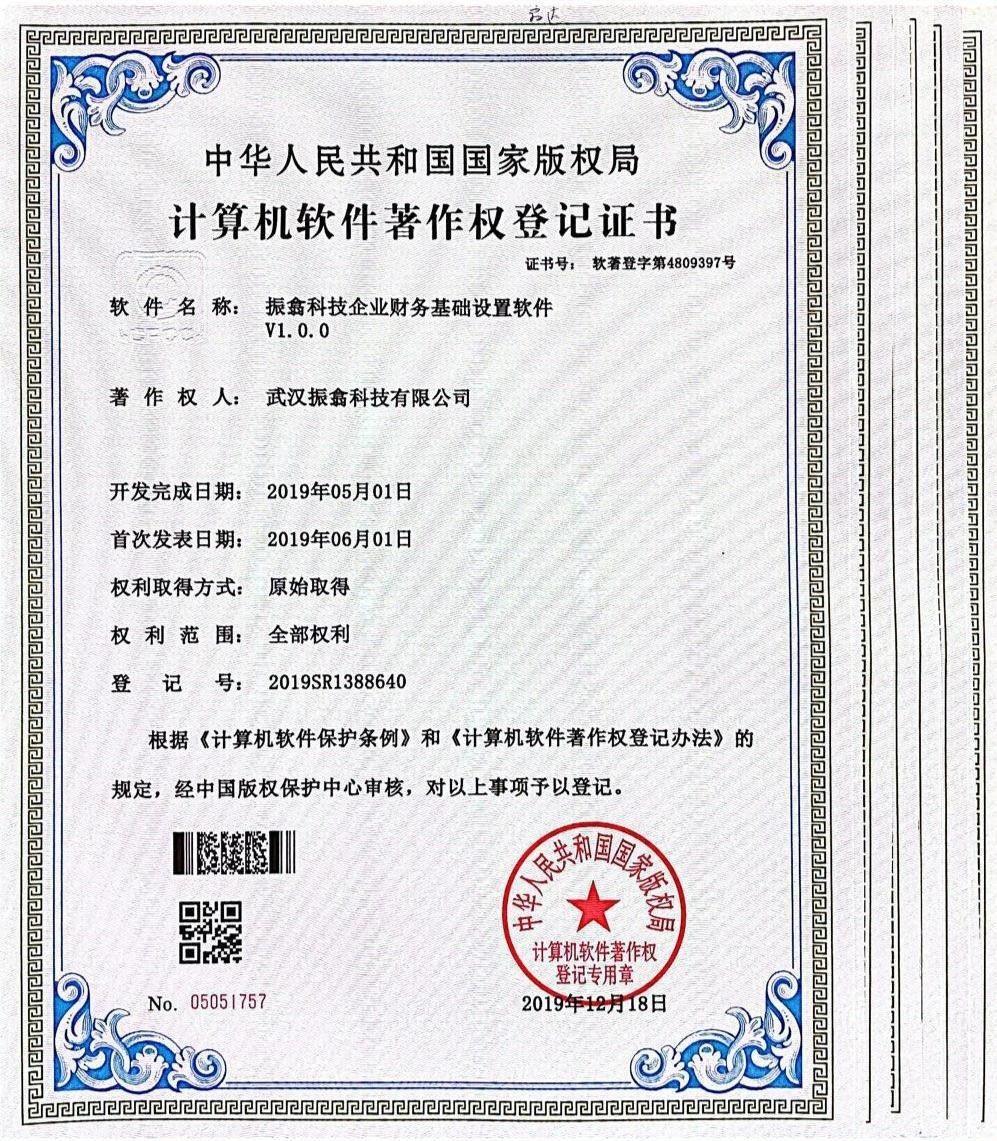 中华人民共和国国家版权局
计算机软件著作权登记证书
证书号： 软著登字第4809397号
软件名称： 振翕科技企业财务基础设置软件
V1.0.0
著作权人： 武汉振翕科技有限公司
开发完成日期： 2019年05月01日
首次发表日期： 2019年06月01日
权利取得方式： 原始取得
权利范围： 全部权利
登记号： 2019SR1388640
根据《计算机软件保护条例》和《计算机软件著作权登记办法》的
规定，经中国版权保护中心审核，对以上事项予以登记。
中华人民共和国国家版权局
计算机软件著作权
登记专用章
No. 05051757
2019年12月18日